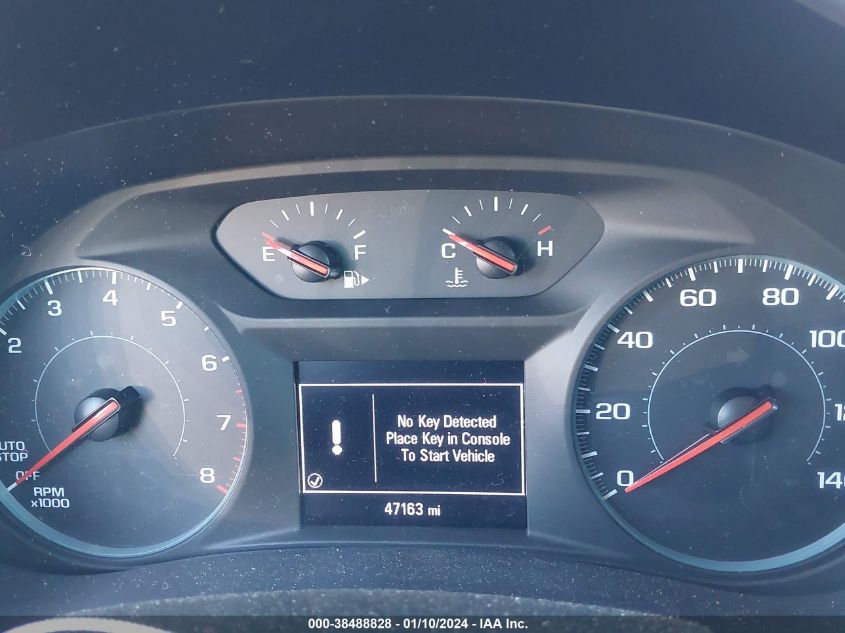 E F
C H
2 3 4 5 6 7 8
AUTO
STOP
OFF
RPM
x1000
No Key Detected
Place Key in Console
To Start Vehicle
47163 mi
0 20 40 60 80 100
140
000-38488828 - 01/10/2024 - IAA Inc.